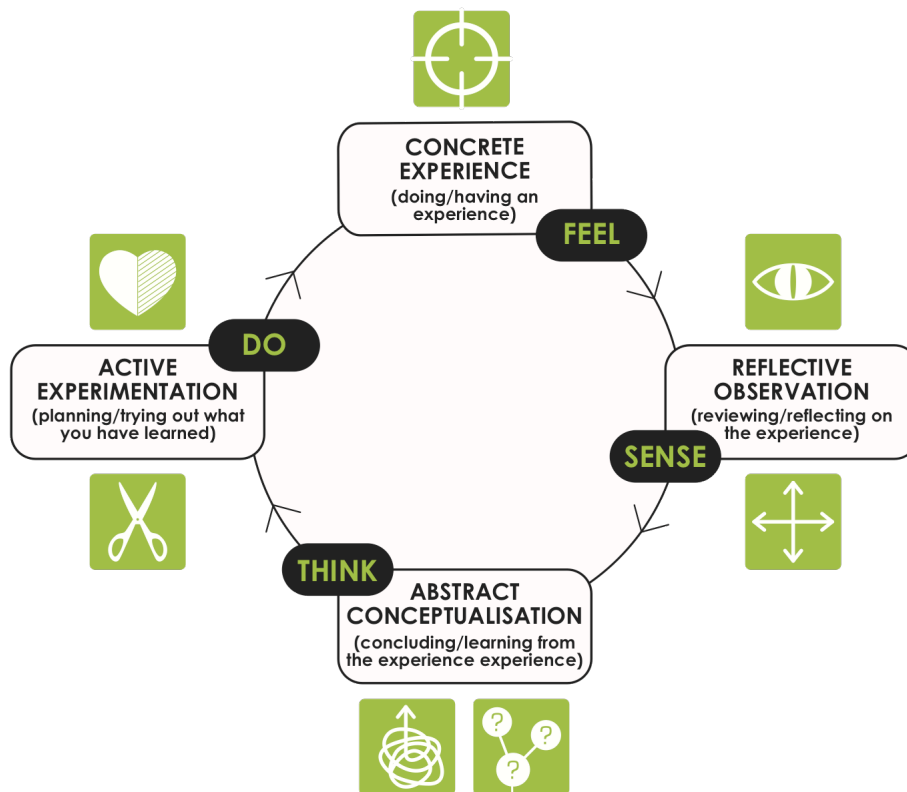 CONCRETE
EXPERIENCE
(doing/having an
experience)
FEEL
DO
ACTIVE
EXPERIMENTATION
(planning/trying out what
you have learned)
REFLECTIVE
OBSERVATION
(reviewing/reflecting on
the experience)
SENSE
THINK
ABSTRACT
CONCEPTUALISATION
(concluding/learning from
the experience experience)
?
?
?